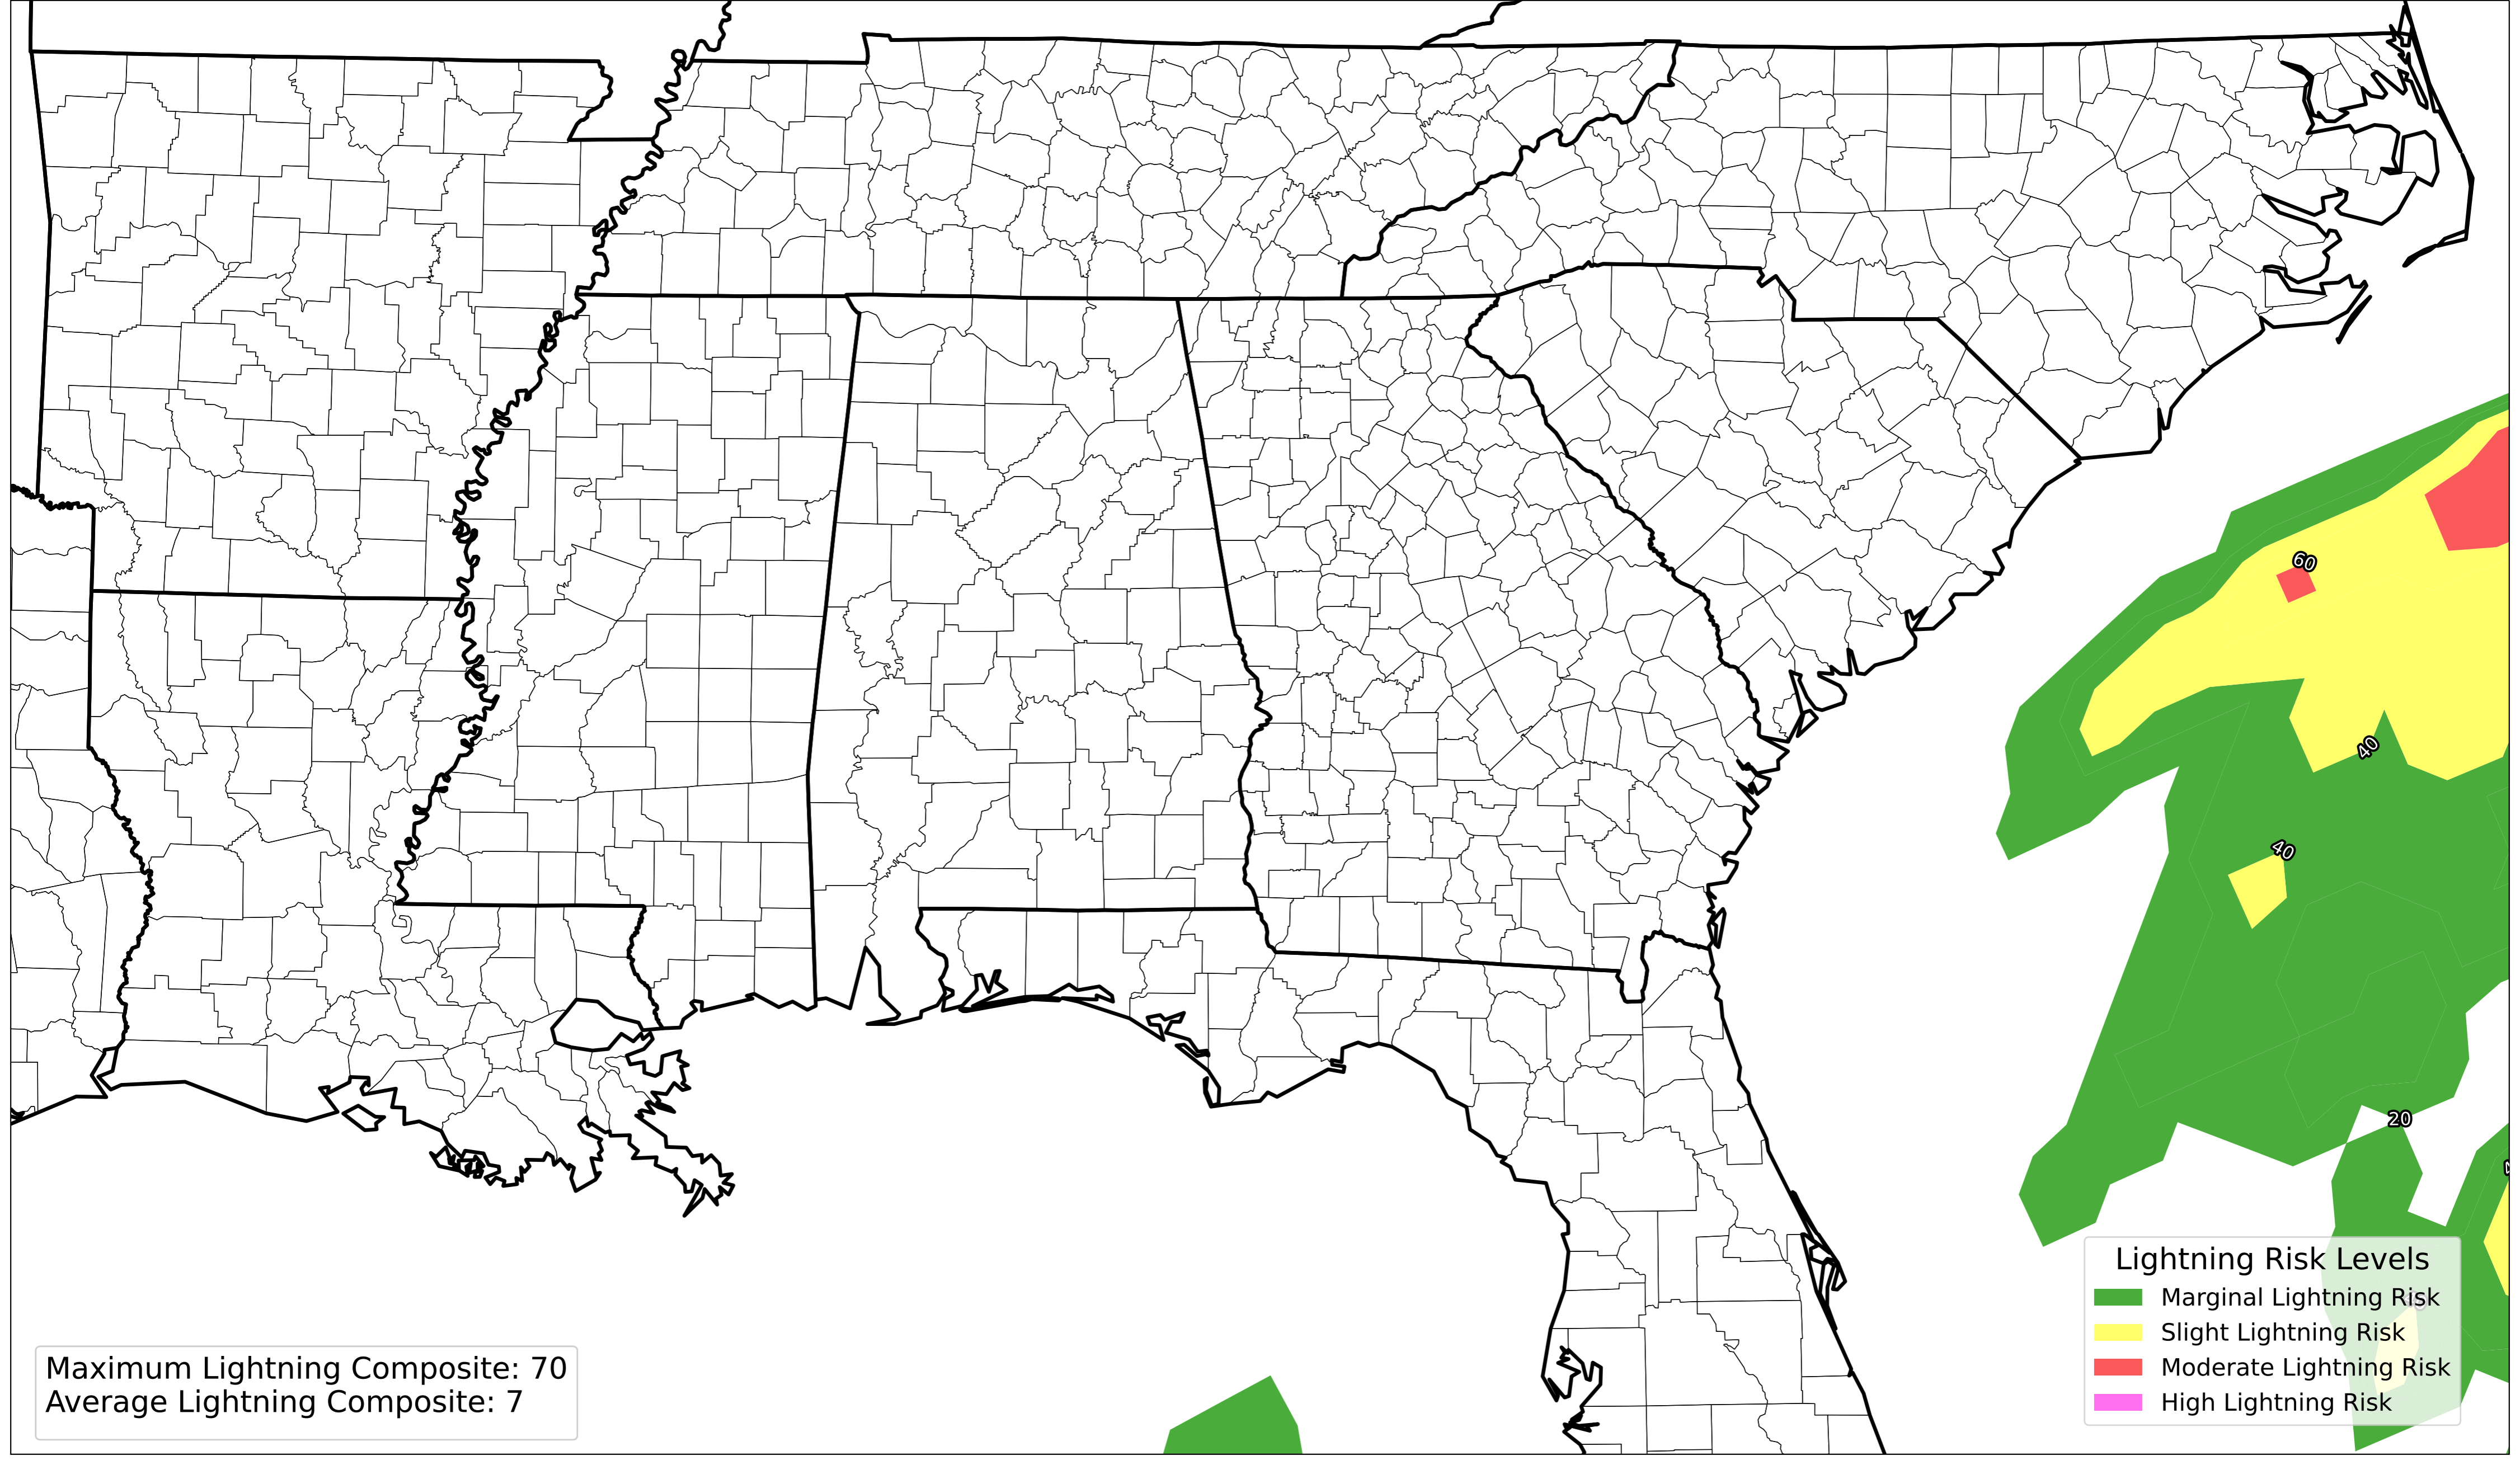 60
40
40
20
Lightning Risk Levels
Marginal Lightning Risk
Slight Lightning Risk
Moderate Lightning Risk
High Lightning Risk
Maximum Lightning Composite: 70
Average Lightning Composite: 7